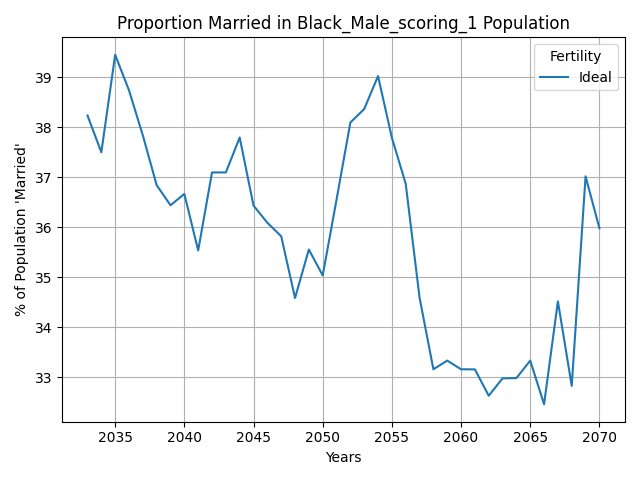 Proportion Married in Black_Male_scoring_1 Population
Fertility
Ideal
% of Population 'Married'
39
38
37
36
35
34
33
2035 2040 2045 2050 2055 2060 2065 2070
Years